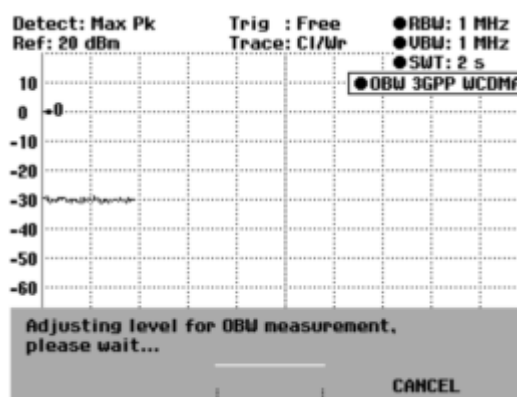 Detect: Max Pk Trig : Free ●RBW: 1 MHz
Ref: 20 dBm Trace: Cl/Wr ●VBW: 1 MHz
●SWT: 2 s
●OBW 3GPP WCDMA
10
0 0
-10
-20
-30
-40
-50
-60
Adjusting level for OBW measurement,
please wait...
CANCEL